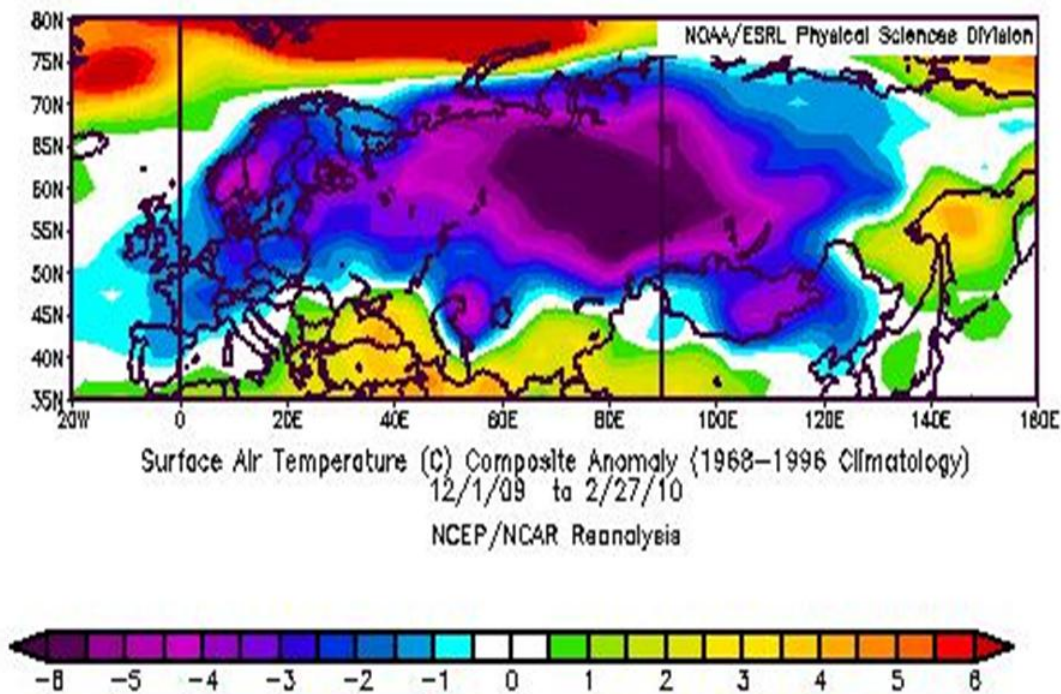 80N
NOAA/ESRL Physical Sciences Division
75N
70N
65N
60N
55N
50N
45N
40N
35N
20W 0 20E 40E 60E 80E 100E 120E 140E 160E
Surface Air Temperature (C) Composite Anomaly (1968–1996 Climatology)
12/1/09 to 2/27/10
NCEP/NCAR Reanalysis
-6 -5 -4 -3 -2 -1 0 1 2 3 4 5 6